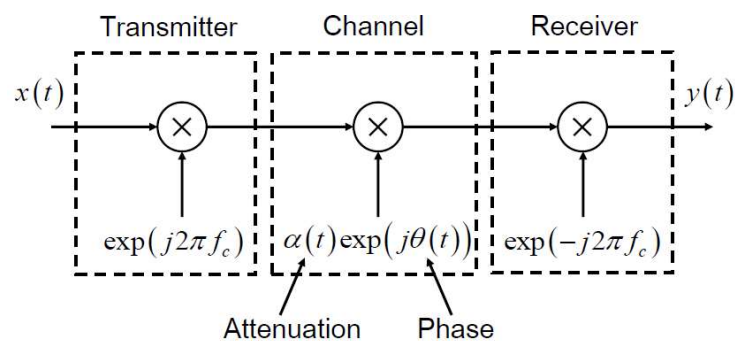 Transmitter Channel Receiver
x(t) y(t)
exp(j2πf_c) α(t)exp(jθ(t)) exp(−j2πf_c)
Attenuation Phase